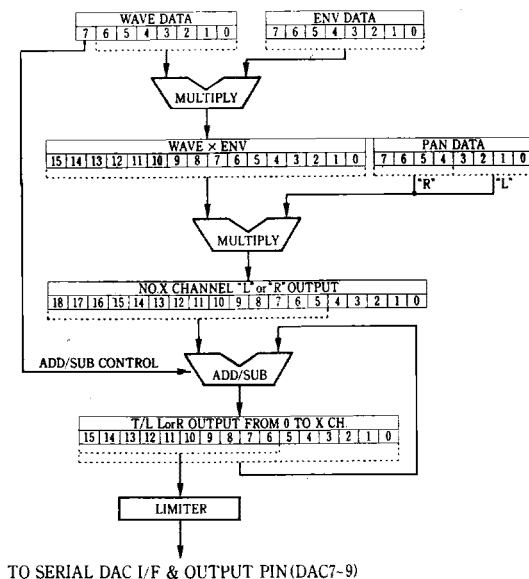 WAVE DATA
7 6 5 4 3 2 1 0
ENV DATA
7 6 5 4 3 2 1 0
MULTIPLY
WAVE × ENV
15 14 13 12 11 10 9 8 7 6 5 4 3 2 1 0
PAN DATA
7 6 5 4 3 2 1 0
"R" "L"
MULTIPLY
NO.X CHANNEL "L" or "R" OUTPUT
18 17 16 15 14 13 12 11 10 9 8 7 6 5 4 3 2 1 0
ADD/SUB CONTROL
ADD/SUB
T/L LorR OUTPUT FROM 0 TO X CH.
15 14 13 12 11 10 9 8 7 6 5 4 3 2 1 0
LIMITER
TO SERIAL DAC I/F & OUTPUT PIN(DAC7~9)